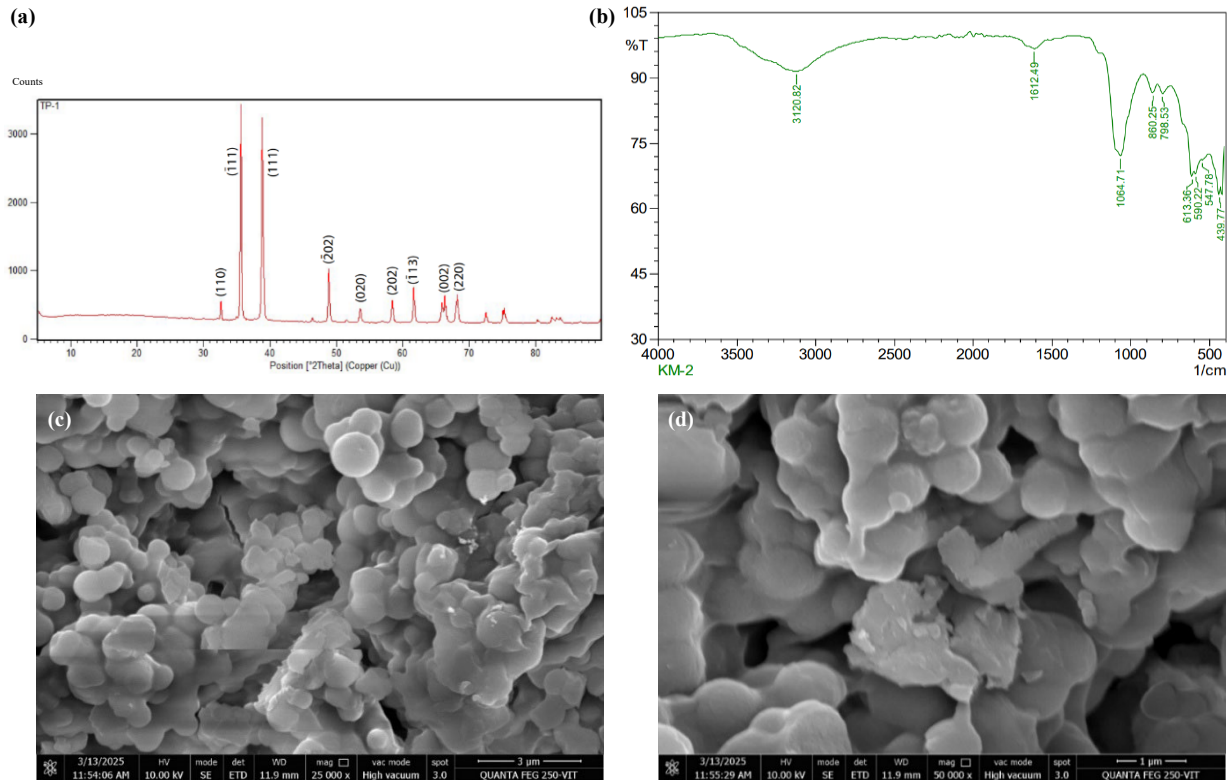 (a)
Counts
TP-1
3000
2000
1000
0
(110)
(1̅11)
(111)
(2̅02)
(020)
(202)
(1̅13)
(002)
(220)
10 20 30 40 50 60 70 80
Position [°2Theta] (Copper (Cu))
(b)
105
%T
90
75
60
45
30
3120.82
1612.49
1064.71
860.25
798.53
613.36
590.22
547.78
439.77
4000 3500 3000 2500 2000 1500 1000 500
KM-2
1/cm
(c)
3/13/2025 HV mode det WD mag vac mode spot 3 µm
11:54:06 AM 10.00 kV SE ETD 11.9 mm 25 000 x High vacuum 3.0 QUANTA FEG 250-VIT
(d)
3/13/2025 HV mode det WD mag vac mode spot 1 µm
11:55:29 AM 10.00 kV SE ETD 11.9 mm 50 000 x High vacuum 3.0 QUANTA FEG 250-VIT